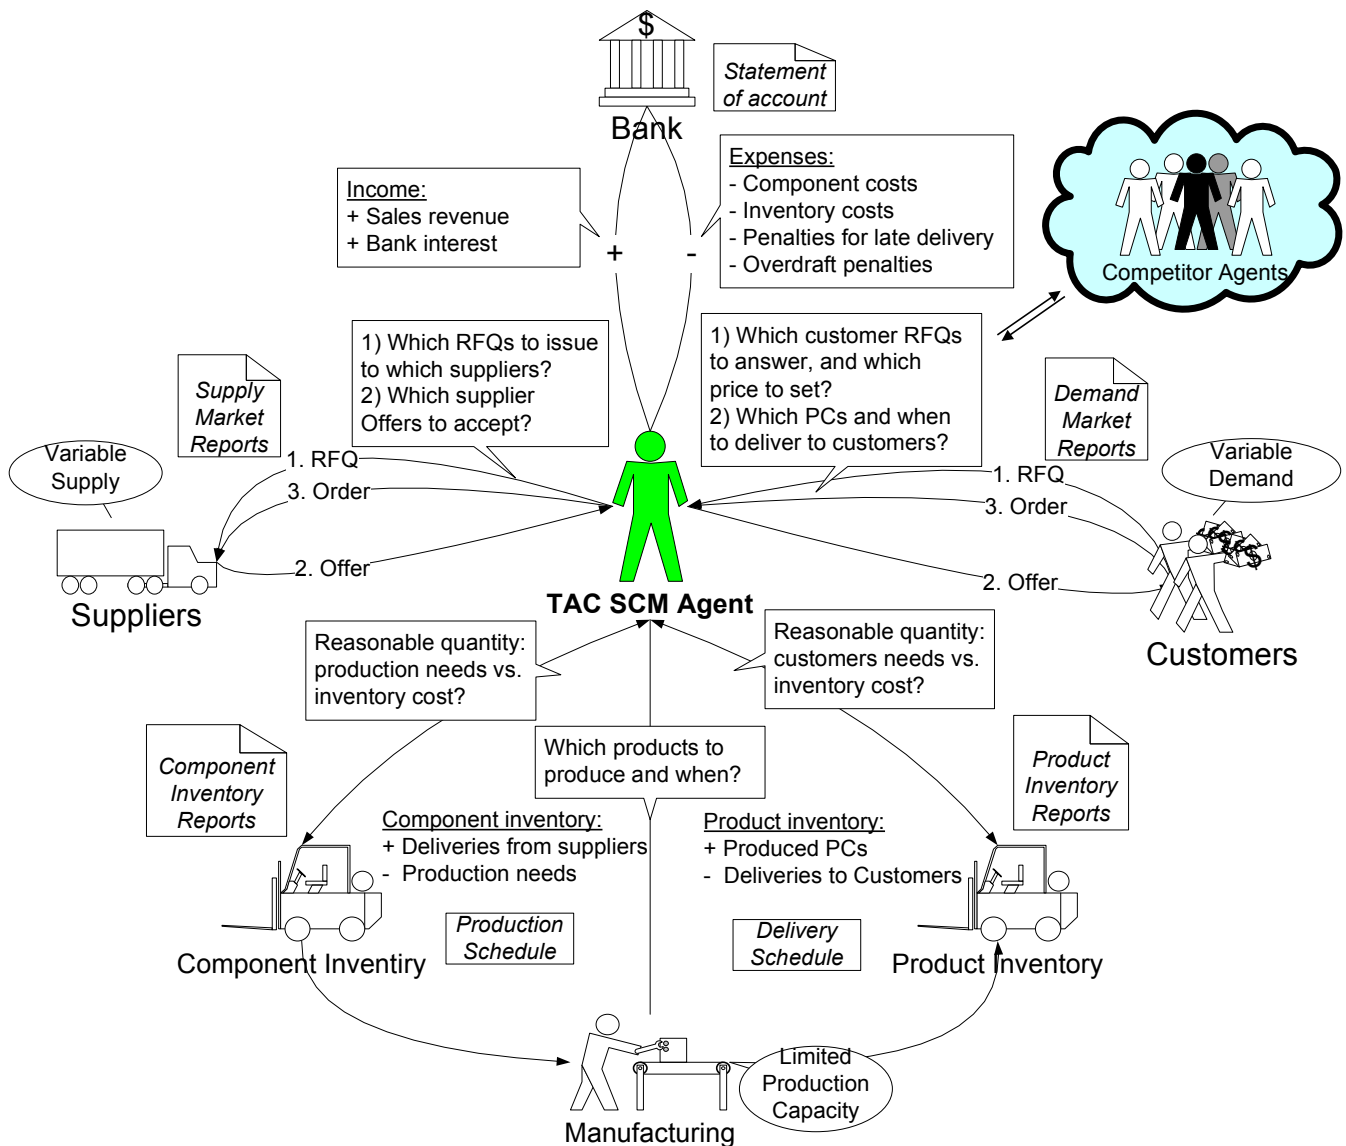 $
Statement
of account
Bank
Income:
+ Sales revenue
+ Bank interest
Expenses:
- Component costs
- Inventory costs
- Penalties for late delivery
- Overdraft penalties
+
-
Competitor Agents
1) Which RFQs to issue
to which suppliers?
2) Which supplier
Offers to accept?
1) Which customer RFQs
to answer, and which
price to set?
2) Which PCs and when
to deliver to customers?
Supply
Market
Reports
Demand
Market
Reports
Variable
Supply
Variable
Demand
1. RFQ
3. Order
2. Offer
1. RFQ
3. Order
2. Offer
$ $ $
$
Suppliers
TAC SCM Agent
Customers
Reasonable quantity:
production needs vs.
inventory cost?
Reasonable quantity:
customers needs vs.
inventory cost?
Component
Inventory
Reports
Which products to
produce and when?
Product
Inventory
Reports
Component inventory:
+ Deliveries from suppliers
- Production needs
Product inventory:
+ Produced PCs
- Deliveries to Customers
Production
Schedule
Delivery
Schedule
Component Inventiry
Product Inventory
Limited
Production
Capacity
Manufacturing